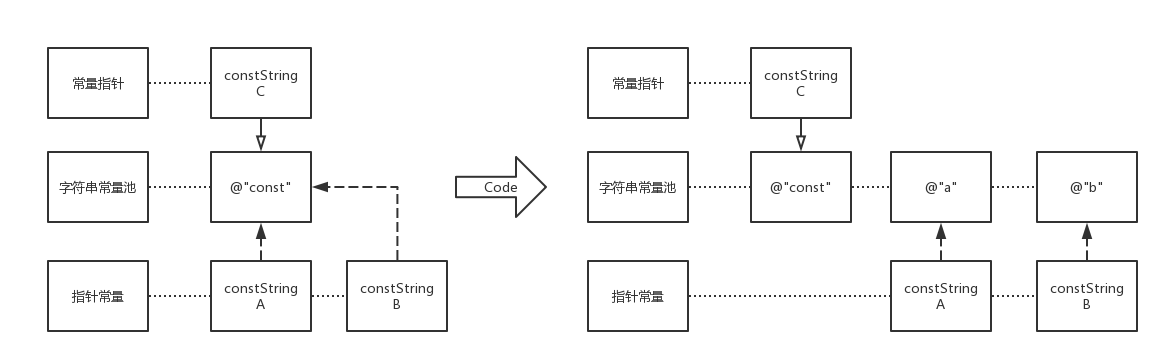 常量指针
constString
C
字符串常量池
@"const"
指针常量
constString
A
constString
B
Code
常量指针
constString
C
字符串常量池
@"const"
@"a"
@"b"
指针常量
constString
A
constString
B